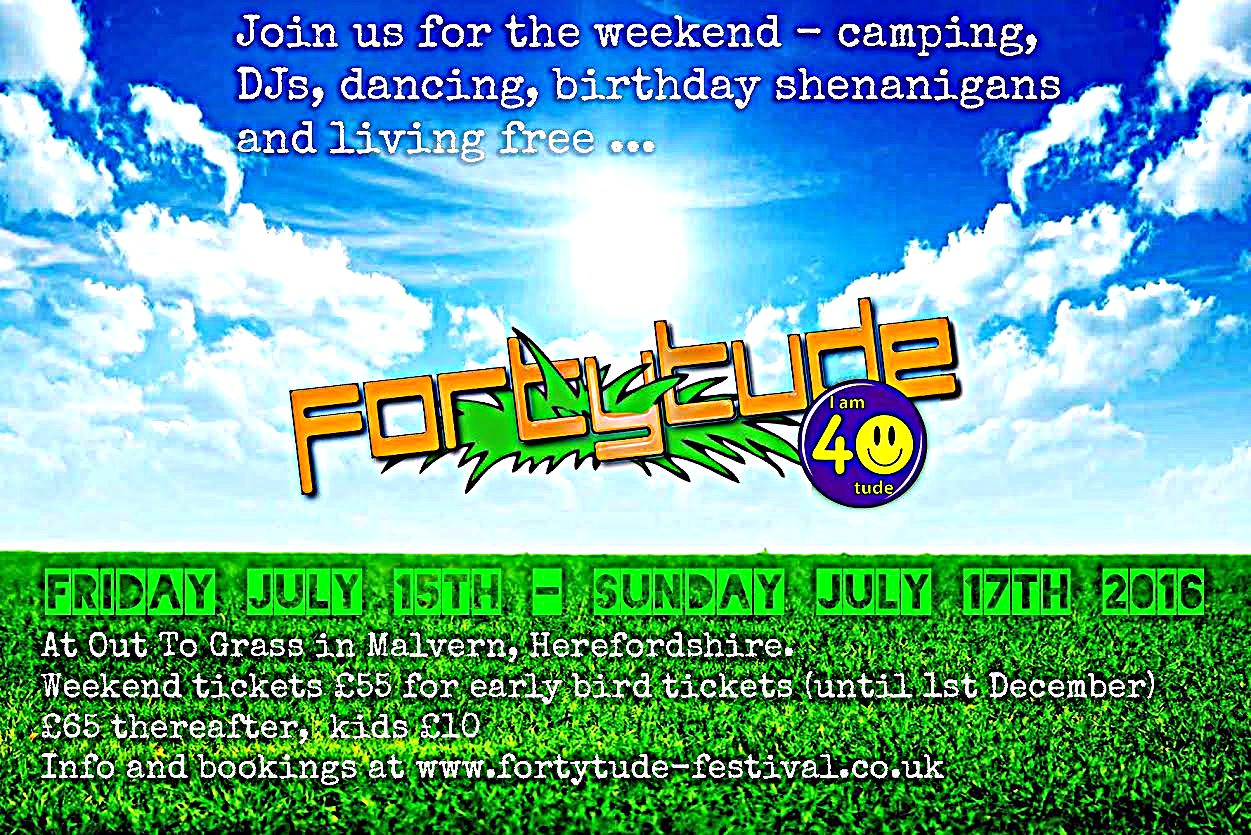 Join us for the weekend - camping,
DJs, dancing, birthday shenanigans
and living free ...
fortytude
I am
40
tude
FRIDAY JULY 15TH - SUNDAY JULY 17TH 2016
At Out To Grass in Malvern, Herefordshire.
Weekend tickets £55 for early bird tickets (until 1st December)
£65 thereafter, kids £10
Info and bookings at www.fortytude-festival.co.uk